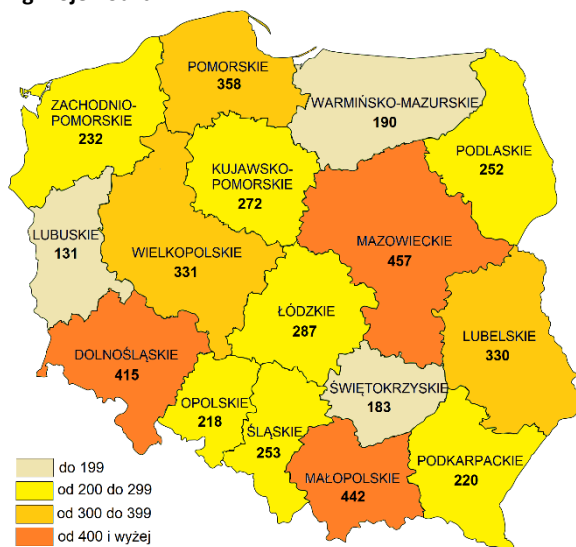 POMORSKIE
358
ZACHODNIO-
POMORSKIE
232
WARMIŃSKO-MAZURSKIE
190
PODLASKIE
252
KUJAWSKO-
POMORSKIE
272
LUBUSKIE
131
WIELKOPOLSKIE
331
MAZOWIECKIE
457
ŁÓDZKIE
287
LUBELSKIE
330
DOLNOŚLĄSKIE
415
OPOLSKIE
218
ŚLĄSKIE
253
ŚWIĘTOKRZYSKIE
183
MAŁOPOLSKIE
442
PODKARPACKIE
220
do 199
od 200 do 299
od 300 do 399
od 400 i wyżej